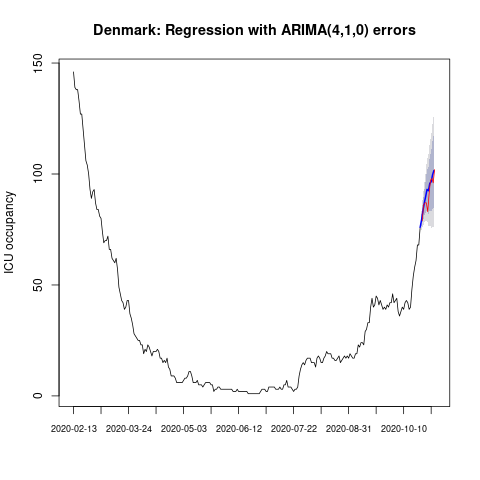 Denmark: Regression with ARIMA(4,1,0) errors
ICU occupancy
150
100
50
0
2020-02-13 2020-03-24 2020-05-03 2020-06-12 2020-07-22 2020-08-31 2020-10-10